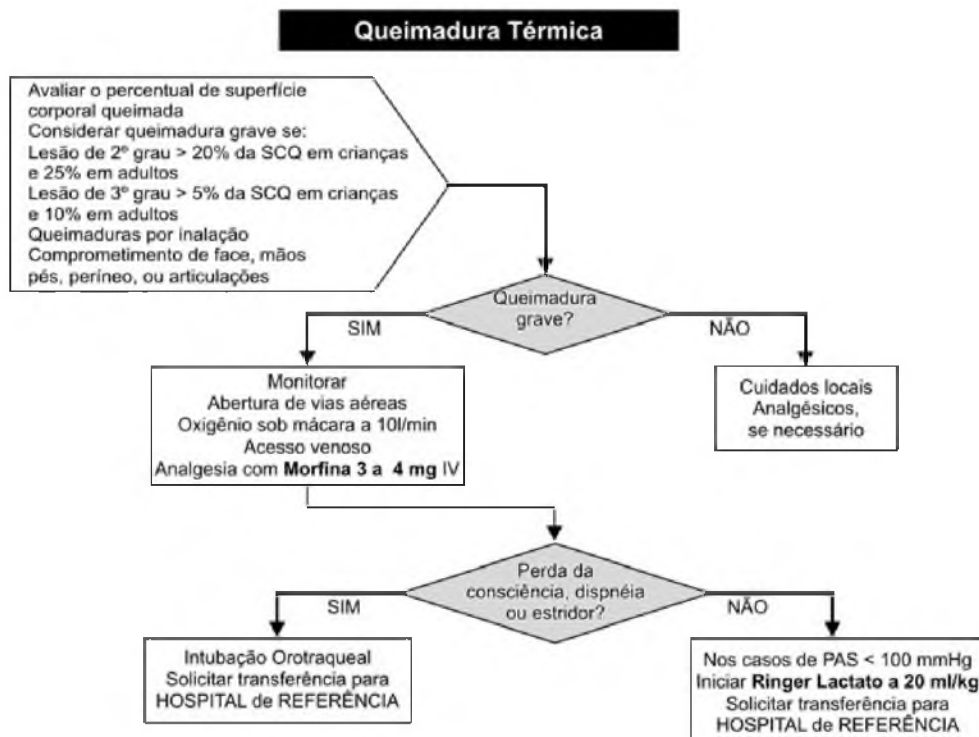 Queimadura Térmica
Avaliar o percentual de superfície
corporal queimada
Considerar queimadura grave se:
Lesão de 2º grau > 20% da SCQ em crianças
e 25% em adultos
Lesão de 3º grau > 5% da SCQ em crianças
e 10% em adultos
Queimaduras por inalação
Comprometimento de face, mãos
pés, períneo, ou articulações
Queimadura
grave?
SIM
NÃO
Monitorar
Abertura de vias aéreas
Oxigênio sob mácara a 10l/min
Acesso venoso
Analgesia com Morfina 3 a 4 mg IV
Cuidados locais
Analgésicos,
se necessário
Perda da
consciência, dispnéia
ou estridor?
SIM
NÃO
Intubação Orotraqueal
Solicitar transferência para
HOSPITAL de REFERÊNCIA
Nos casos de PAS < 100 mmHg
Iniciar Ringer Lactato a 20 ml/kg
Solicitar transferência para
HOSPITAL de REFERÊNCIA